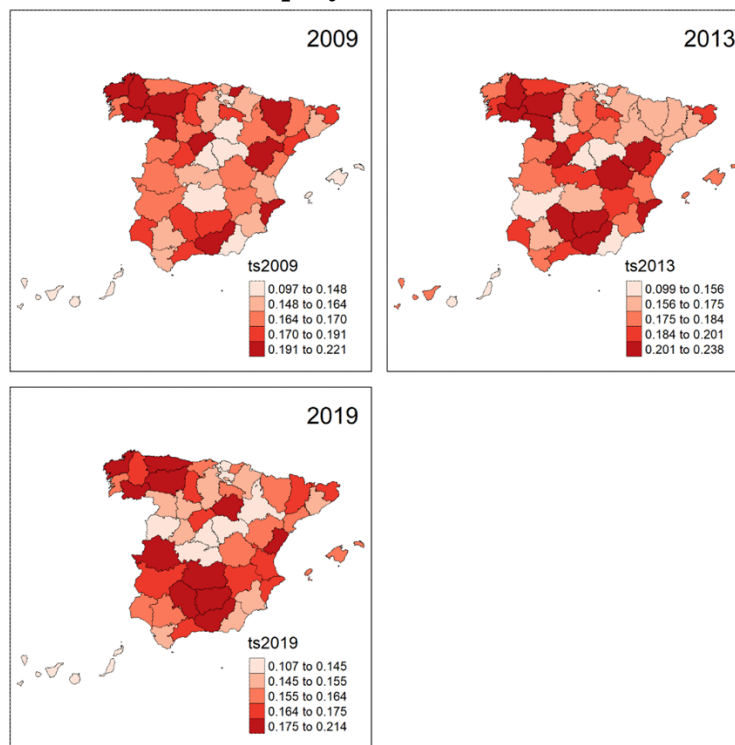 2009
ts2009
0.097 to 0.148
0.148 to 0.164
0.164 to 0.170
0.170 to 0.191
0.191 to 0.221
2013
ts2013
0.099 to 0.156
0.156 to 0.175
0.175 to 0.184
0.184 to 0.201
0.201 to 0.238
2019
ts2019
0.107 to 0.145
0.145 to 0.155
0.155 to 0.164
0.164 to 0.175
0.175 to 0.214